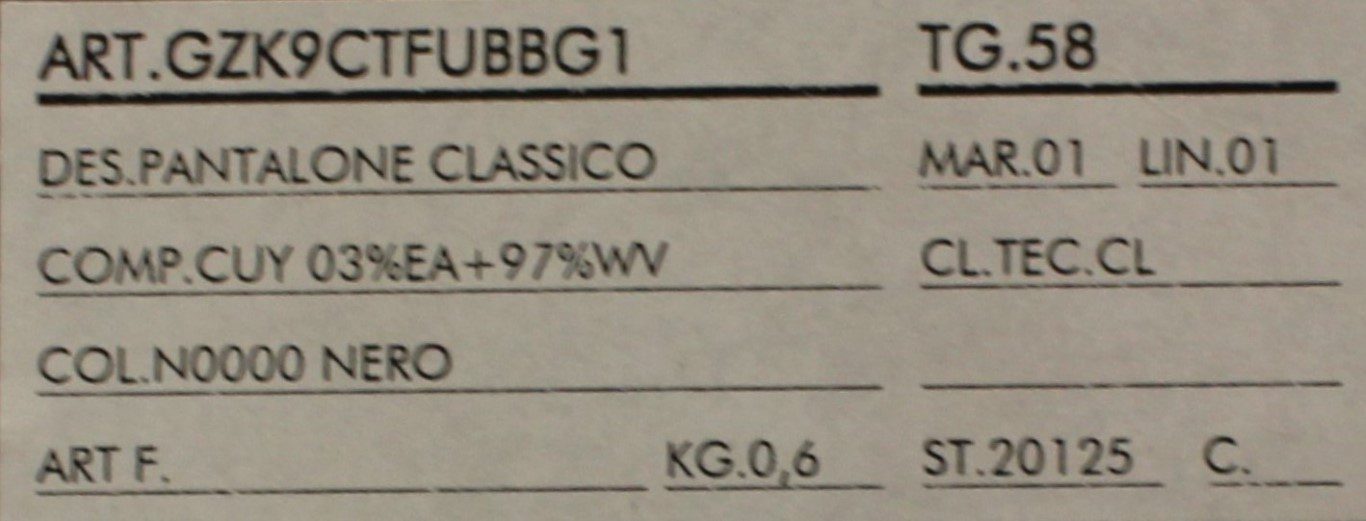 ART.GZK9CTFUBBG1 TG.58
DES.PANTALONE CLASSICO MAR.01 LIN.01
COMP.CUY 03%EA+97%WV CL.TEC.CL
COL.N0000 NERO
ART F. KG.0,6 ST.20125 C.